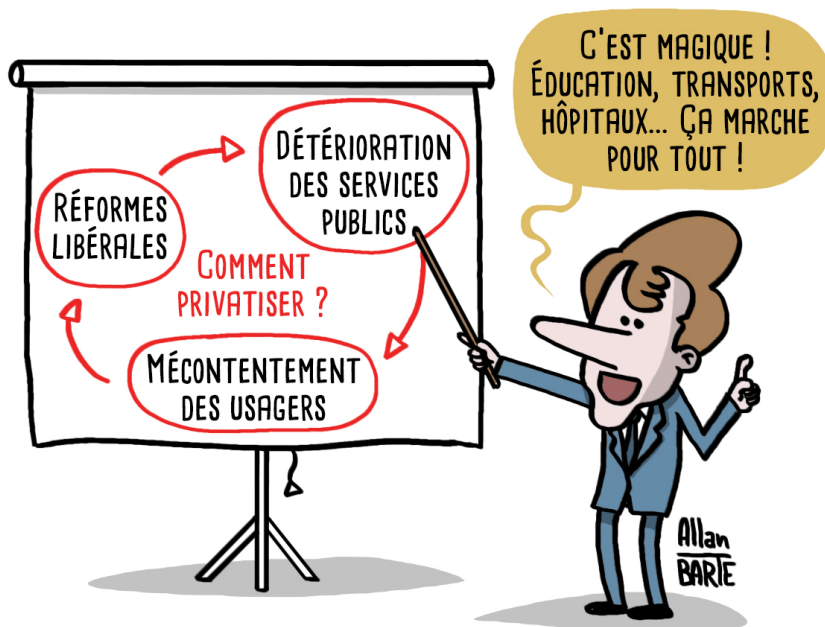 C'EST MAGIQUE !
ÉDUCATION, TRANSPORTS,
HÔPITAUX... ÇA MARCHE
POUR TOUT !
DÉTÉRIORATION
DES SERVICES
PUBLICS
RÉFORMES
LIBÉRALES
COMMENT
PRIVATISER ?
MÉCONTENTEMENT
DES USAGERS
Allan
BARTE